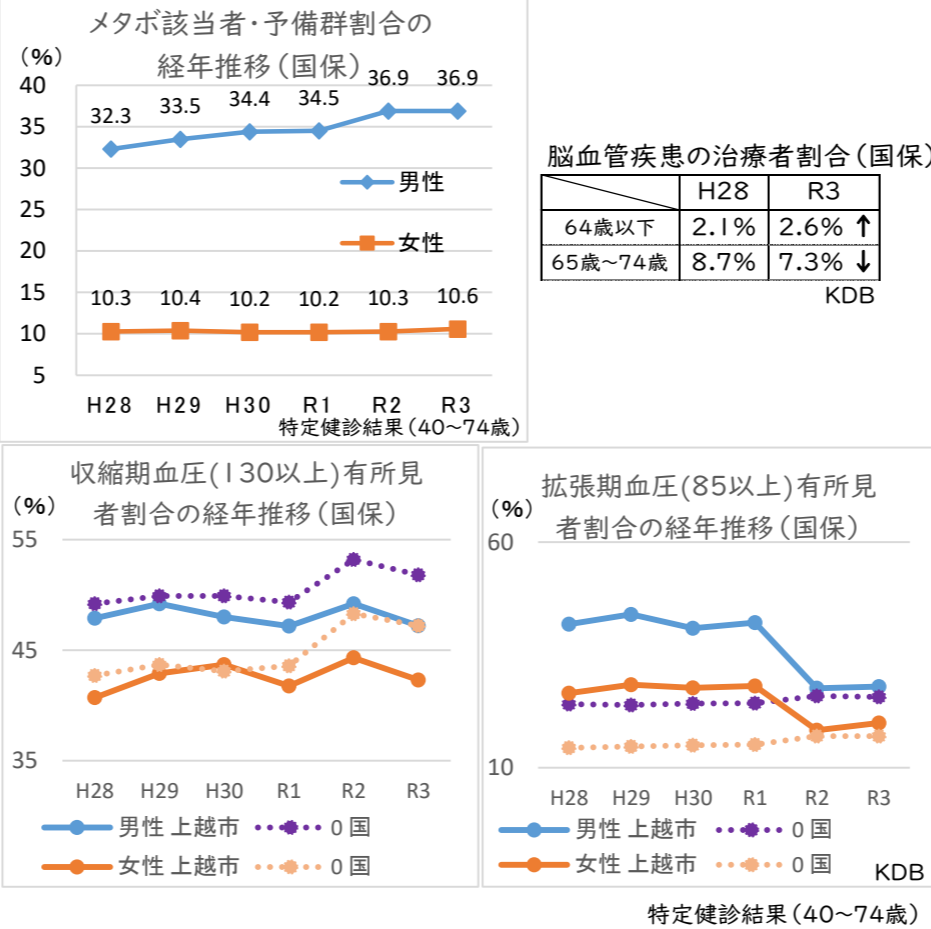 メタボ該当者・予備群割合の
経年推移（国保）
(%)
40
35
30
25
20
15
10
5
32.3 33.5 34.4 34.5 36.9 36.9
男性
女性
10.3 10.4 10.2 10.2 10.3 10.6
H28 H29 H30 R1 R2 R3
特定健診結果（40～74歳）
脳血管疾患の治療者割合（国保）
H28 R3
64歳以下 2.1% 2.6% ↑
65歳～74歳 8.7% 7.3% ↓
KDB
収縮期血圧(130以上)有所見
者割合の経年推移（国保）
(%)
55
45
35
H28 H29 H30 R1 R2 R3
男性 上越市 0 国
女性 上越市 0 国
拡張期血圧(85以上)有所見
者割合の経年推移（国保）
(%)
60
10
H28 H29 H30 R1 R2 R3
男性 上越市 0 国
女性 上越市 0 国
KDB
特定健診結果（40～74歳）